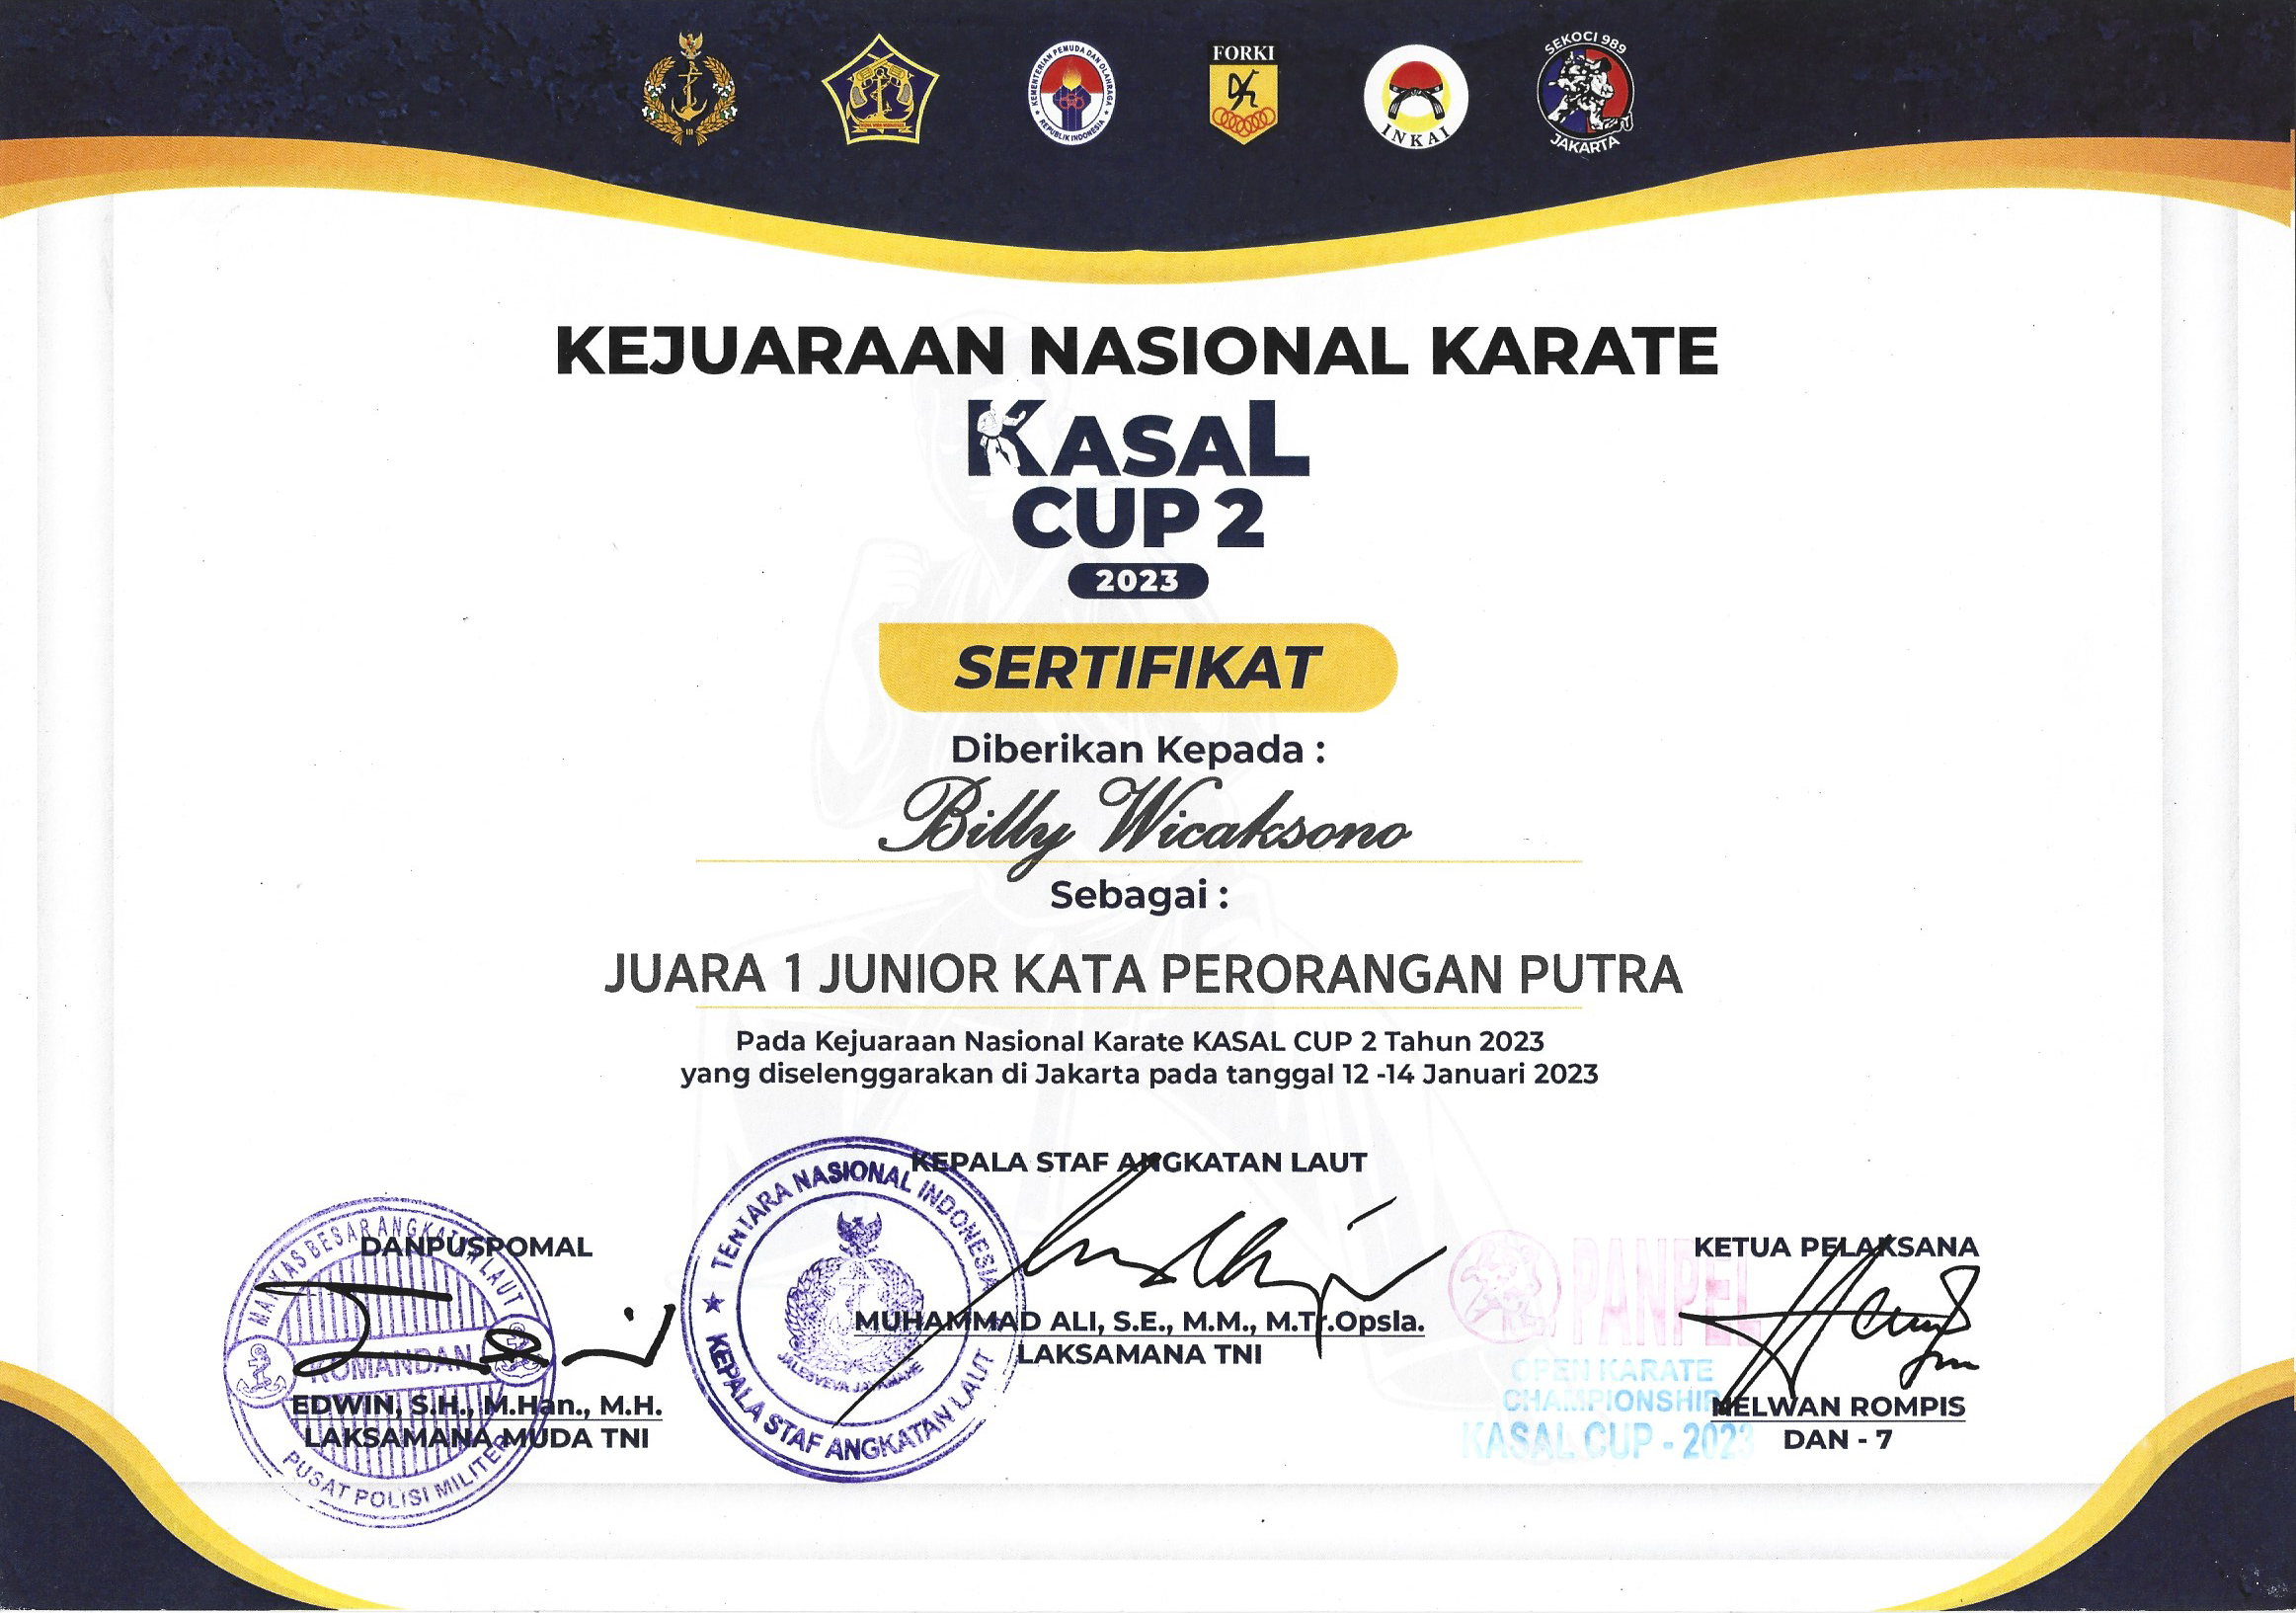 KEMENTERIAN PEMUDA DAN OLAHRAGA
REPUBLIK INDONESIA
FORKI
INKAI
SEKOCI 989
JAKARTA
KEJUARAAN NASIONAL KARATE
KASAL
CUP 2
2023
SERTIFIKAT
Diberikan Kepada :
Billy Wicaksono
Sebagai :
JUARA 1 JUNIOR KATA PERORANGAN PUTRA
Pada Kejuaraan Nasional Karate KASAL CUP 2 Tahun 2023
yang diselenggarakan di Jakarta pada tanggal 12 -14 Januari 2023
DANPUSPOMAL
MARKAS BESAR ANGKATAN LAUT
KOMANDAN
PUSAT POLISI MILITER
EDWIN, S.H., M.Han., M.H.
LAKSAMANA MUDA TNI
KEPALA STAF ANGKATAN LAUT
TENTARA NASIONAL INDONESIA
JALESVEVA JAYAMAHE
KEPALA STAF ANGKATAN LAUT
MUHAMMAD ALI, S.E., M.M., M.Tr.Opsla.
LAKSAMANA TNI
KETUA PELAKSANA
PANPEL
OPEN KARATE
CHAMPIONSHIP
KASAL CUP - 2023
NELWAN ROMPIS
DAN - 7